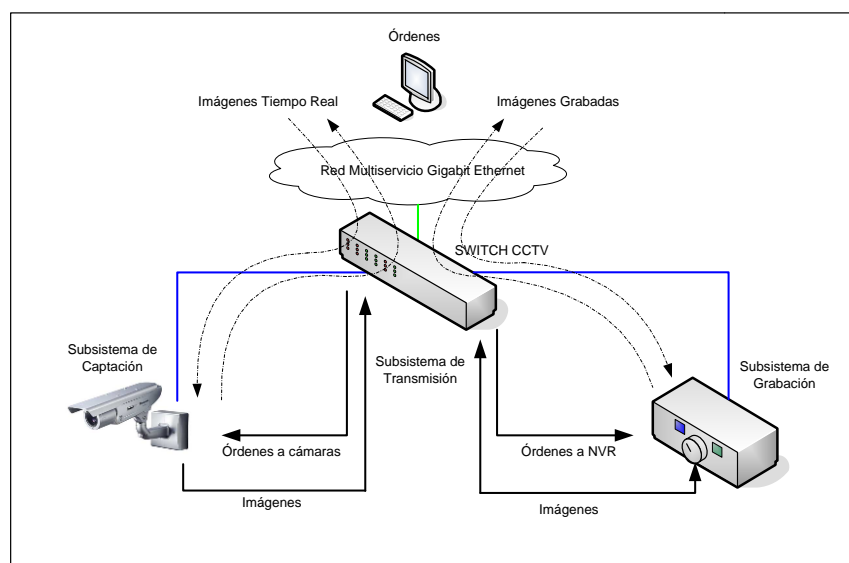 Órdenes
Imágenes Tiempo Real
Imágenes Grabadas
Red Multiservicio Gigabit Ethernet
SWITCH CCTV
Subsistema de
Captación
Subsistema de
Transmisión
Subsistema de
Grabación
Órdenes a cámaras
Órdenes a NVR
Imágenes
Imágenes